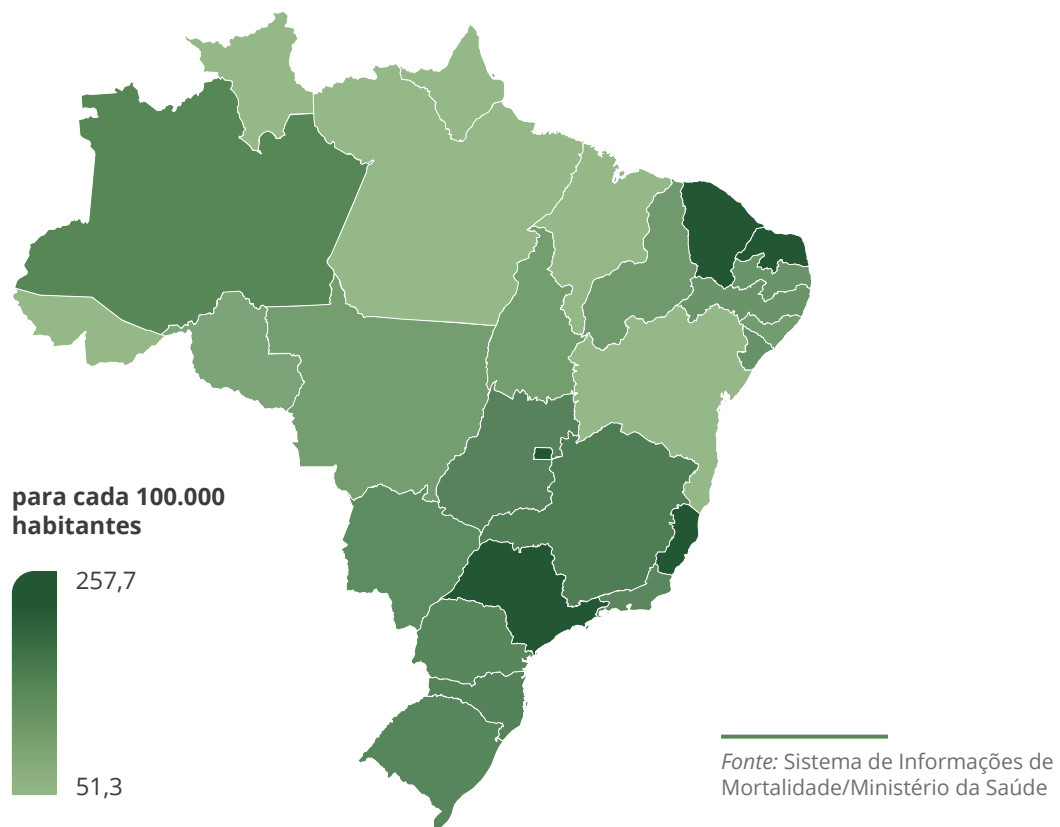 para cada 100.000
habitantes
257,7
51,3
Fonte: Sistema de Informações de
Mortalidade/Ministério da Saúde